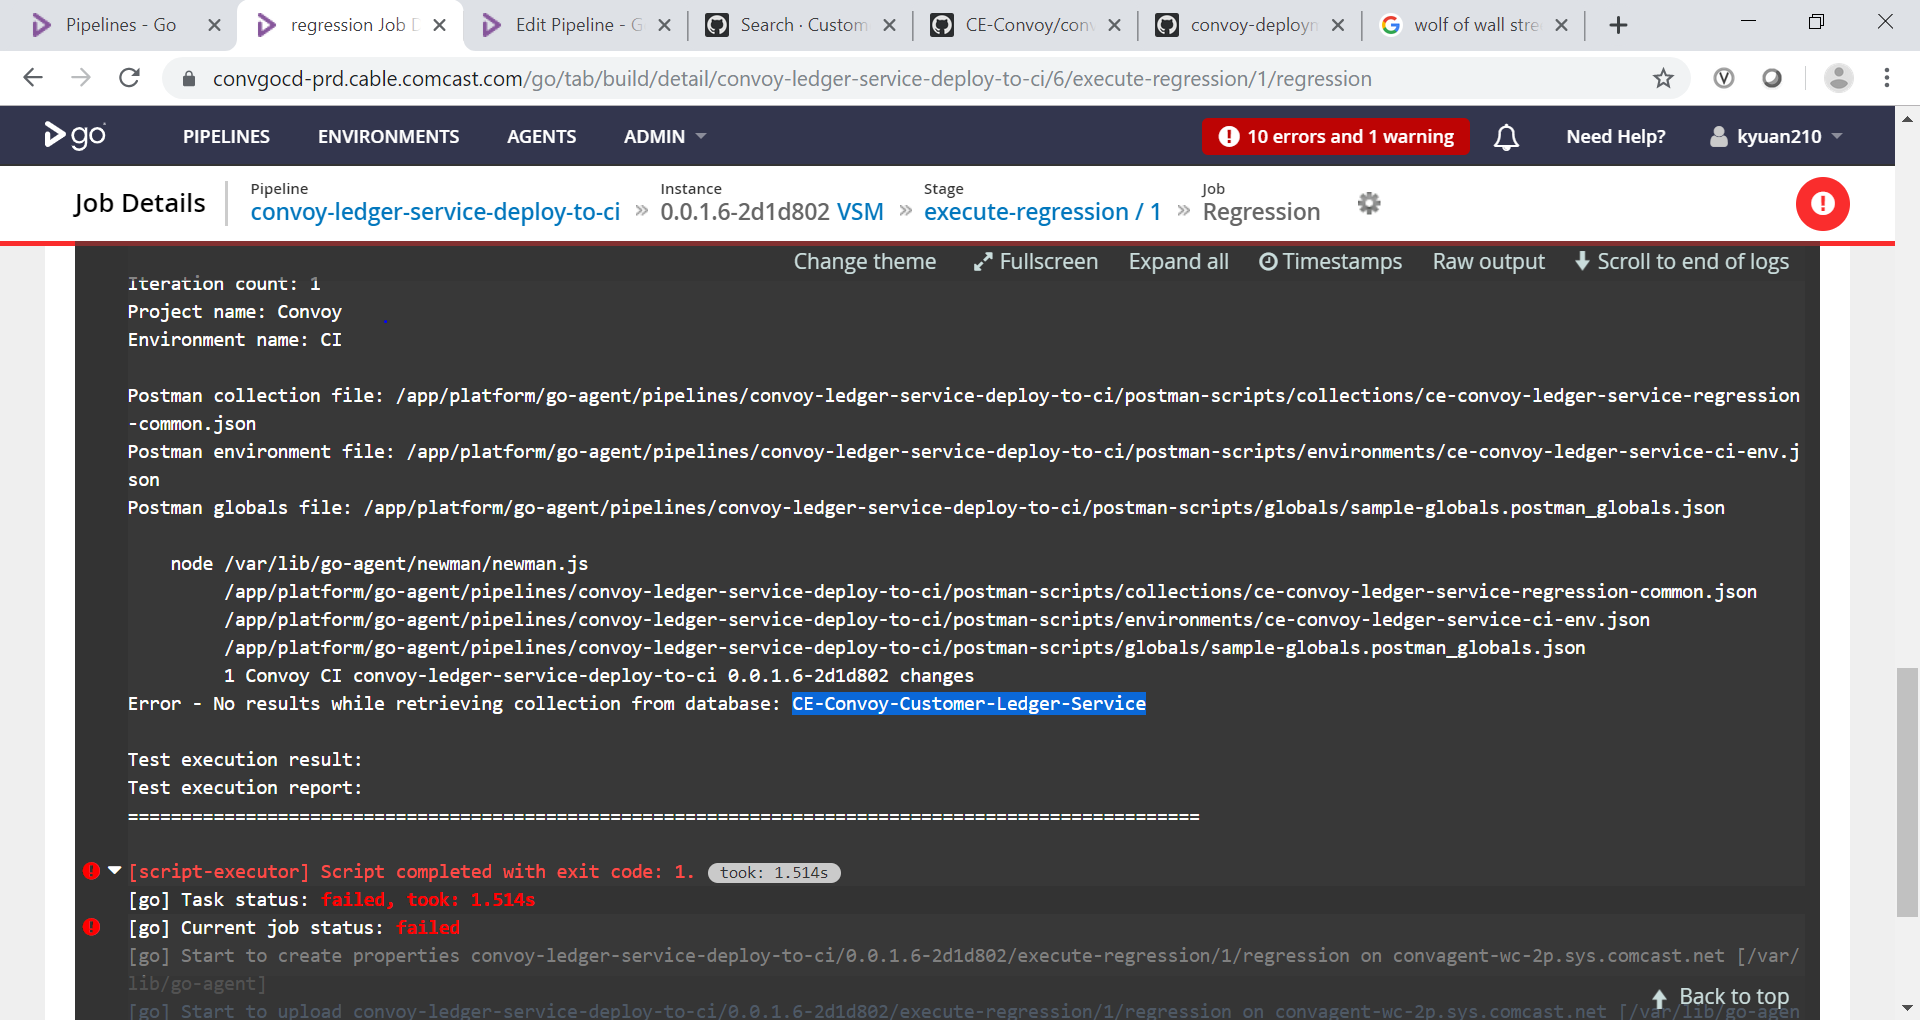 Pipelines - Go
regression Job D
Edit Pipeline - G
Search · Custom
CE-Convoy/conv
convoy-deploym
wolf of wall stre
convgocd-prd.cable.comcast.com/go/tab/build/detail/convoy-ledger-service-deploy-to-ci/6/execute-regression/1/regression
go PIPELINES ENVIRONMENTS AGENTS ADMIN 10 errors and 1 warning Need Help? kyuan210
Job Details
Pipeline Instance Stage Job
convoy-ledger-service-deploy-to-ci » 0.0.1.6-2d1d802 VSM » execute-regression / 1 » Regression
Change theme Fullscreen Expand all Timestamps Raw output Scroll to end of logs
Iteration count: 1
Project name: Convoy
Environment name: CI
Postman collection file: /app/platform/go-agent/pipelines/convoy-ledger-service-deploy-to-ci/postman-scripts/collections/ce-convoy-ledger-service-regression
-common.json
Postman environment file: /app/platform/go-agent/pipelines/convoy-ledger-service-deploy-to-ci/postman-scripts/environments/ce-convoy-ledger-service-ci-env.j
son
Postman globals file: /app/platform/go-agent/pipelines/convoy-ledger-service-deploy-to-ci/postman-scripts/globals/sample-globals.postman_globals.json
node /var/lib/go-agent/newman/newman.js
/app/platform/go-agent/pipelines/convoy-ledger-service-deploy-to-ci/postman-scripts/collections/ce-convoy-ledger-service-regression-common.json
/app/platform/go-agent/pipelines/convoy-ledger-service-deploy-to-ci/postman-scripts/environments/ce-convoy-ledger-service-ci-env.json
/app/platform/go-agent/pipelines/convoy-ledger-service-deploy-to-ci/postman-scripts/globals/sample-globals.postman_globals.json
1 Convoy CI convoy-ledger-service-deploy-to-ci 0.0.1.6-2d1d802 changes
Error - No results while retrieving collection from database: CE-Convoy-Customer-Ledger-Service
Test execution result:
Test execution report:
====================================================================================================
[script-executor] Script completed with exit code: 1. took: 1.514s
[go] Task status: failed, took: 1.514s
[go] Current job status: failed
[go] Start to create properties convoy-ledger-service-deploy-to-ci/0.0.1.6-2d1d802/execute-regression/1/regression on convagent-wc-2p.sys.comcast.net [/var/
lib/go-agent]
[go] Start to upload convoy-ledger-service-deploy-to-ci/0.0.1.6-2d1d802/execute-regression/1/regression on convagent-wc-2p.sys.comcast.net [/var/lib/go-agen
Back to top